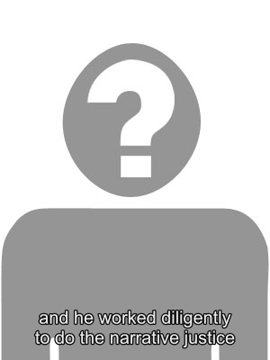 ?
and he worked diligently
to do the narrative justice